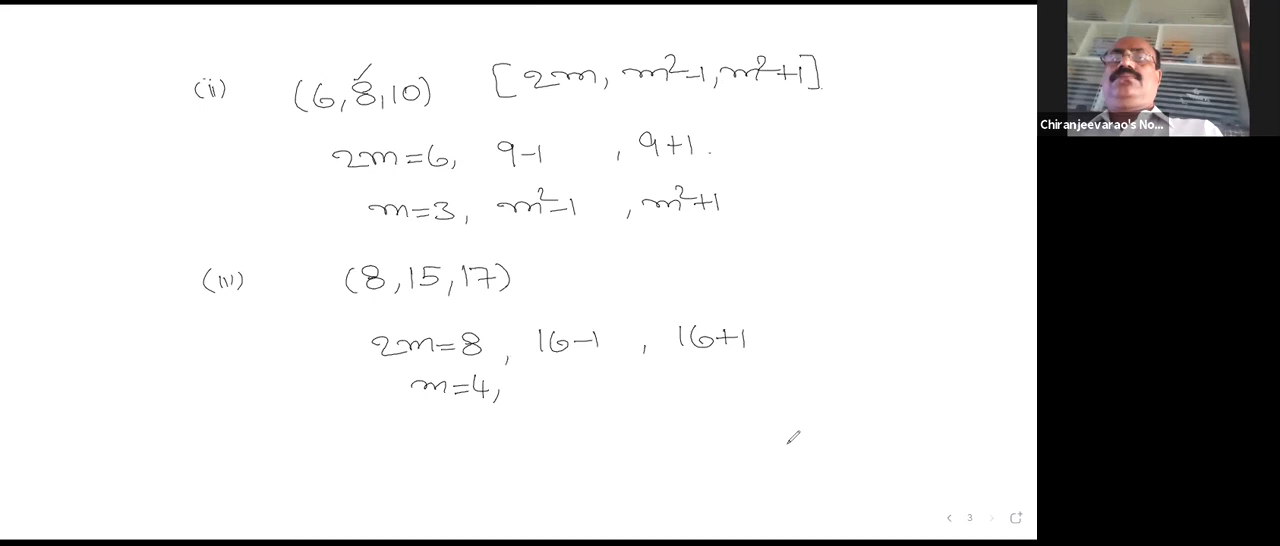 (ii) (6,8,10) [2m, m²-1, m²+1]
2m=6, 9-1 , 9+1.
m=3, m²-1 , m²+1
(iii) (8,15,17)
2m=8 , 16-1 , 16+1
m=4,
Chiranjeevarao's No...
< 3 >